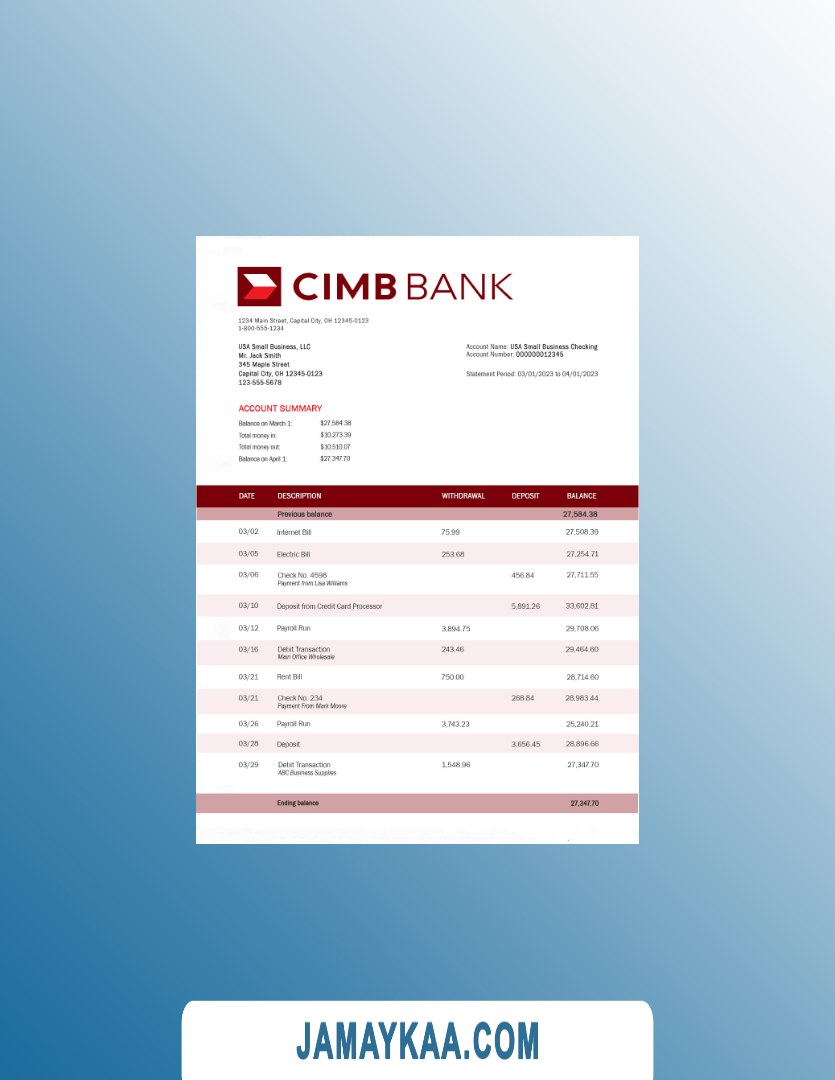 CIMB BANK
1234 Main Street, Capital City, OH 12345-0123
1-800-555-1234
USA Small Business, LLC
Mr. Jack Smith
345 Maple Street
Capital City, OH 12345-0123
123-555-5678
Account Name: USA Small Business Checking
Account Number: 000000012345
Statement Period: 03/01/2023 to 04/01/2023
ACCOUNT SUMMARY
Balance on March 1: $27,584.38
Total money in: $10,273.39
Total money out: $10,510.07
Balance on April 1: $27,347.70
DATE DESCRIPTION WITHDRAWAL DEPOSIT BALANCE
Previous balance 27,584.38
03/02 Internet Bill 75.99 27,508.39
03/05 Electric Bill 253.68 27,254.71
03/06 Check No. 4598 456.84 27,711.55
Payment from Lisa Williams
03/10 Deposit from Credit Card Processor 5,891.26 33,602.81
03/12 Payroll Run 3,894.75 29,708.06
03/16 Debit Transaction 243.46 29,464.60
Main Office Wholesale
03/21 Rent Bill 750.00 28,714.60
03/21 Check No. 234 268.84 28,983.44
Payment From Mark Moore
03/26 Payroll Run 3,743.23 25,240.21
03/28 Deposit 3,656.45 28,896.66
03/29 Debit Transaction 1,548.96 27,347.70
ABC Business Supplies
Ending balance 27,347.70
JAMAYKAA.COM